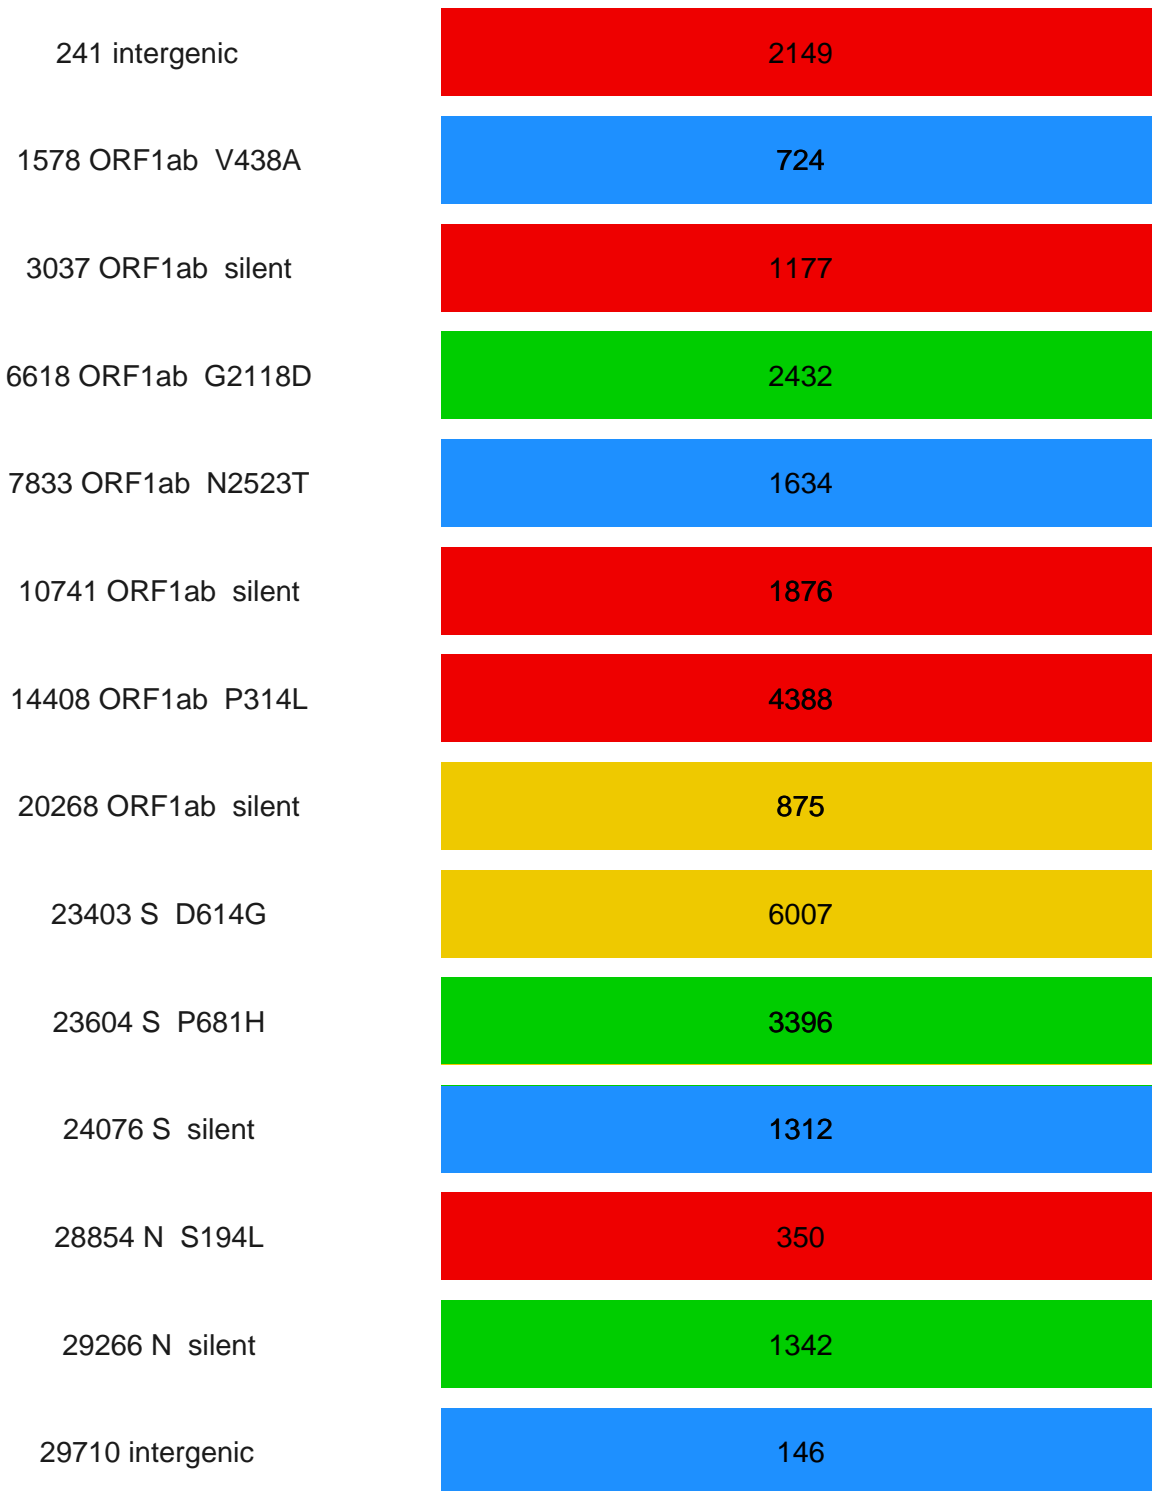 241 intergenic 2149
1578 ORF1ab V438A 724
3037 ORF1ab silent 1177
6618 ORF1ab G2118D 2432
7833 ORF1ab N2523T 1634
10741 ORF1ab silent 1876
14408 ORF1ab P314L 4388
20268 ORF1ab silent 875
23403 S D614G 6007
23604 S P681H 3396
24076 S silent 1312
28854 N S194L 350
29266 N silent 1342
29710 intergenic 146